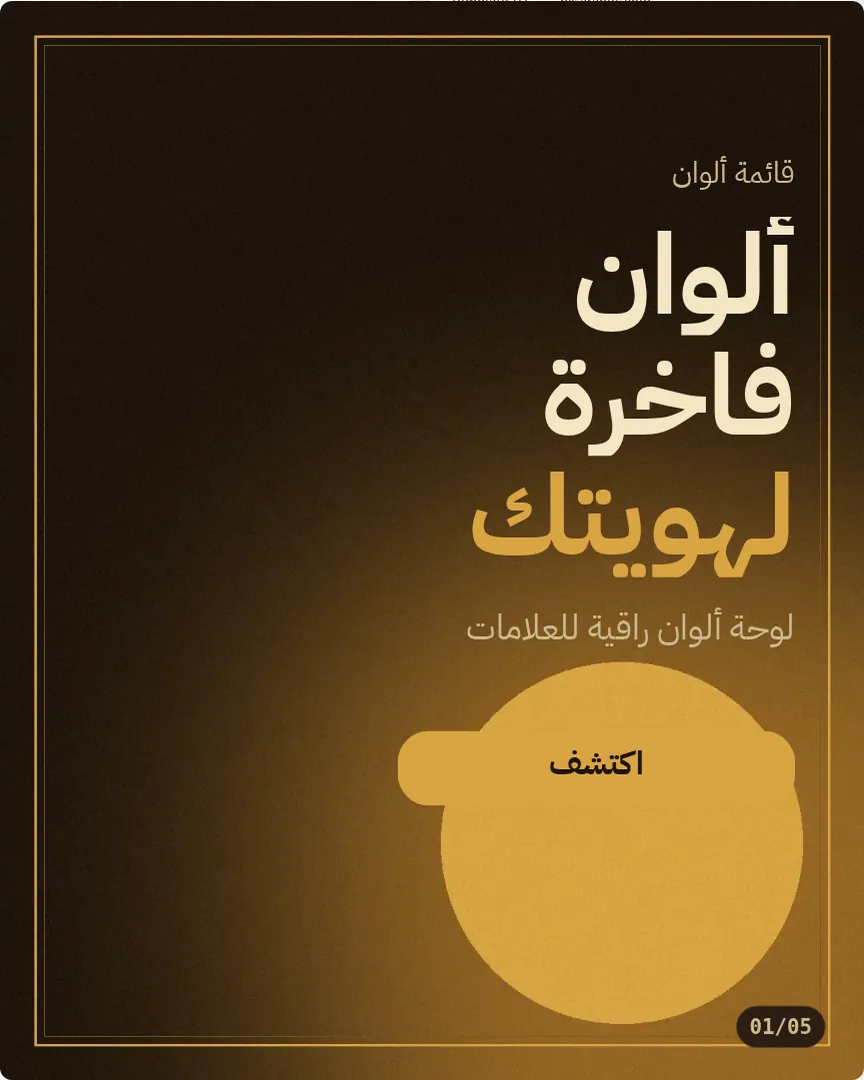 قائمة ألوان
ألوان
فاخرة
لهويتك
لوحة ألوان راقية للعلامات
اكتشف
01/05